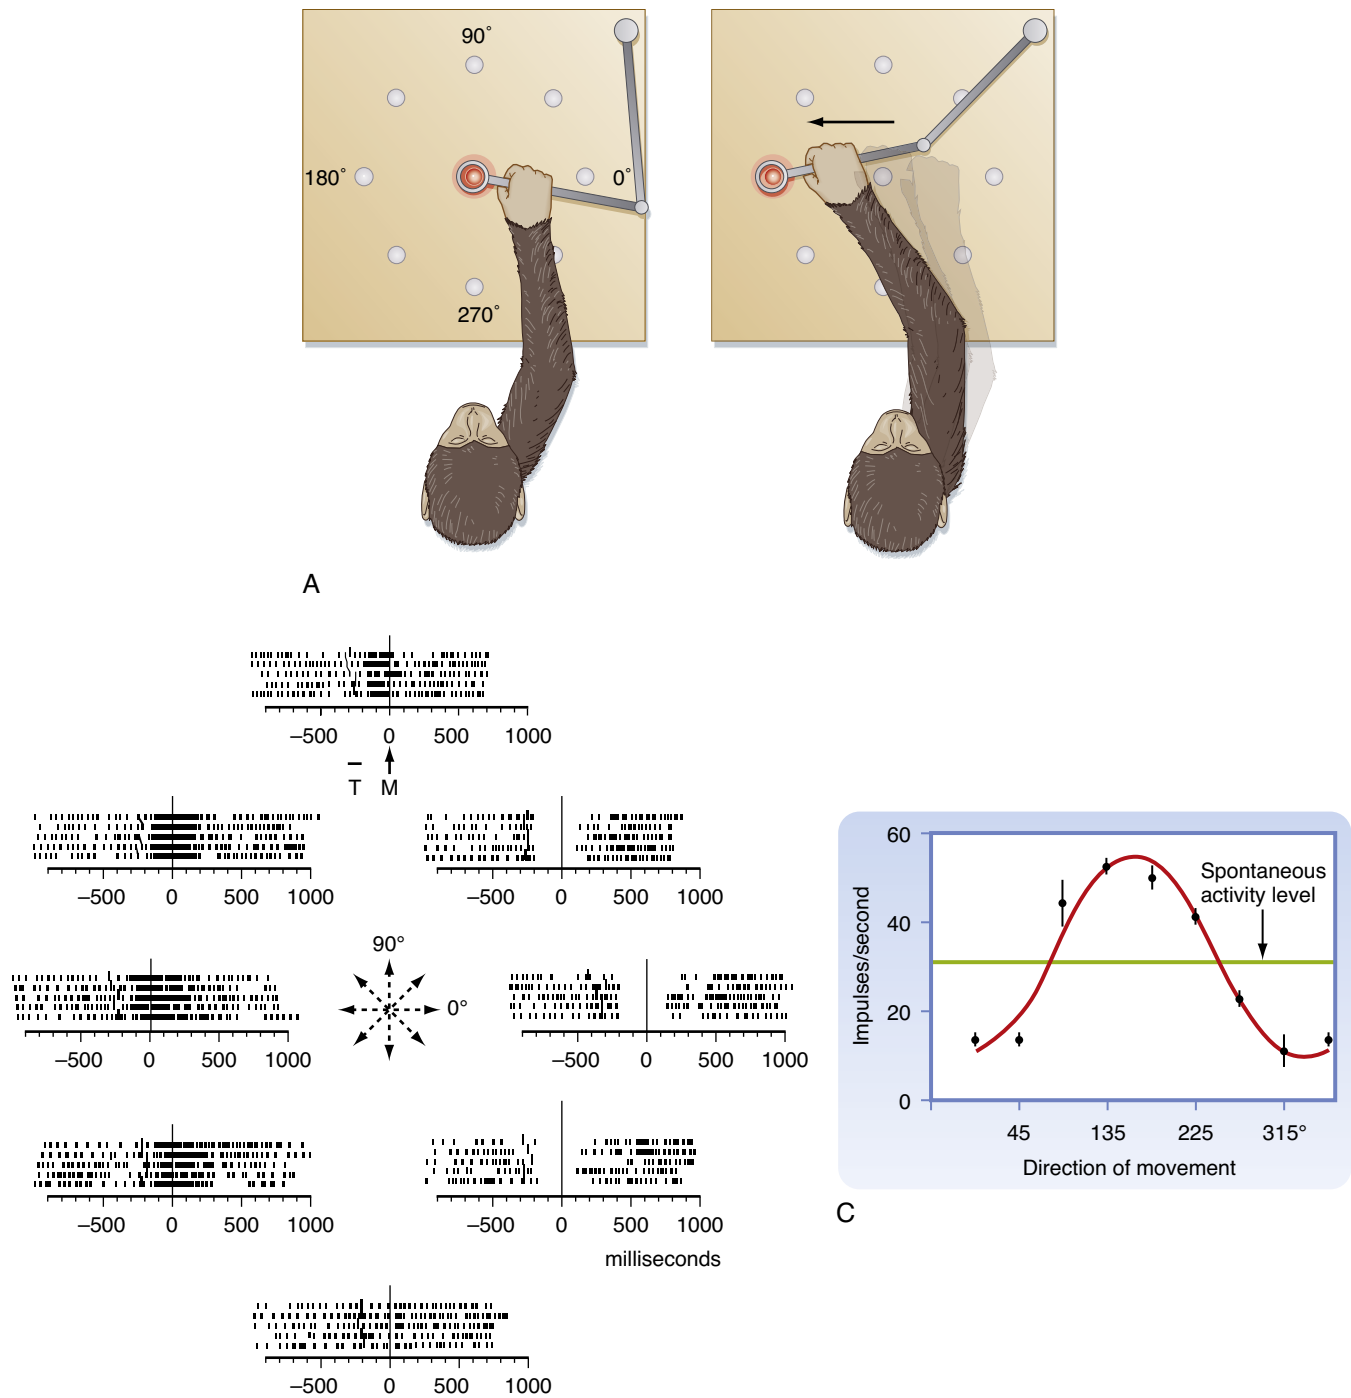 90°
180°
0°
270°
A
–500 0 500 1000
T M
–500 0 500 1000
–500 0 500 1000
90°
0°
–500 0 500 1000
–500 0 500 1000
–500 0 500 1000
–500 0 500 1000
milliseconds
–500 0 500 1000
60
40
20
0
Impulses/second
Spontaneous
activity level
45 135 225 315°
Direction of movement
C